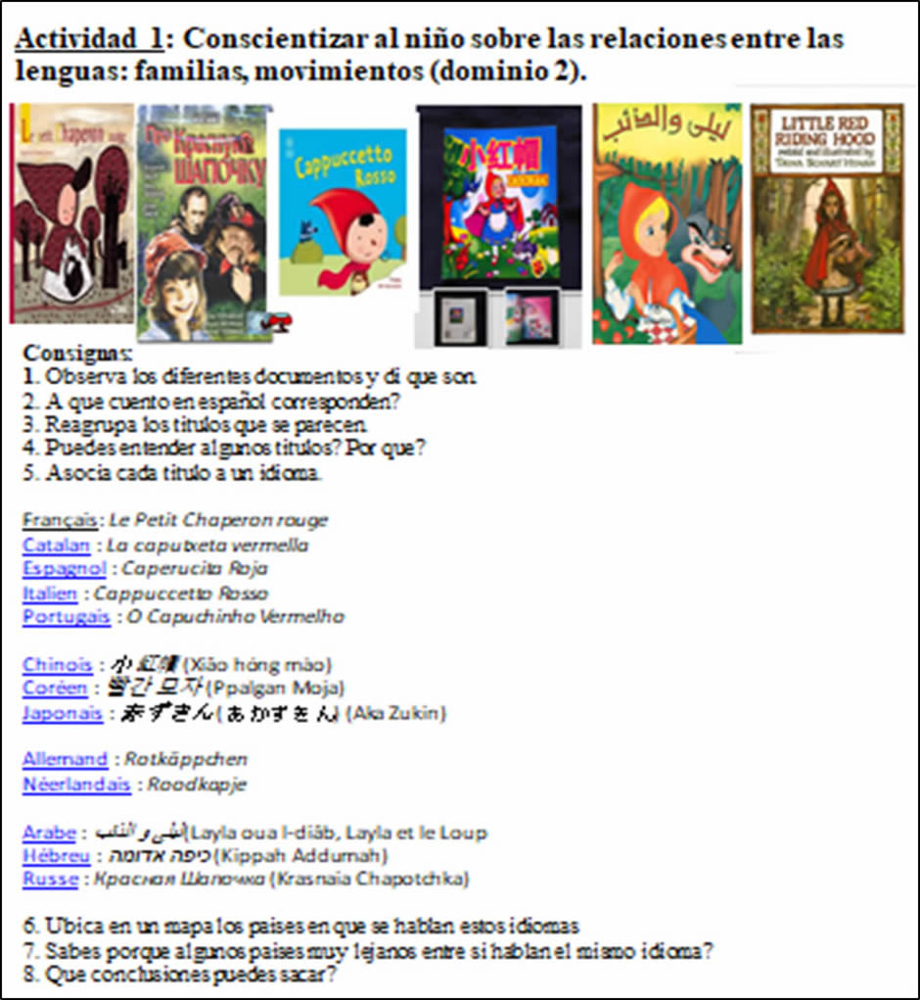 Actividad 1: Conscientizar al niño sobre las relaciones entre las
lenguas: familias, movimientos (dominio 2).
Le petit Chaperon rouge
Про Красную
ШАПОЧКУ
Cappuccetto
Rosso
小红帽
ليلى والذئب
LITTLE RED
RIDING HOOD
retold and illustrated by
TRINA SCHART HYMAN
Consignas:
1. Observa los diferentes documentos y di que son.
2. A que cuento en español corresponden?
3. Reagrupa los titulos que se parecen
4. Puedes entender algunos titulos? Por que?
5. Asocia cada titulo a un idioma.
Français: Le Petit Chaperon rouge
Catalan : La caputxeta vermella
Espagnol : Caperucita Roja
Italien : Cappuccetto Rosso
Portugais : O Capuchinho Vermelho
Chinois : 小紅帽 (Xiǎo hóng mào)
Coréen : 빨간 모자 (Ppalgan Moja)
Japonais : 赤ずきん (あかずきん) (Aka Zukin)
Allemand : Rotkäppchen
Néerlandais : Roodkapje
Arabe : ليلى و الذئب(Layla oua l-diâb, Layla et le Loup
Hébreu : כיפה אדומה (Kippah Addumah)
Russe : Красная Шапочка (Krasnaïa Chapotchka)
6. Ubica en un mapa los paises en que se hablan estos idiomas
7. Sabes porque algunos paises muy lejanos entre si hablan el mismo idioma?
8. Que conclusiones puedes sacar?